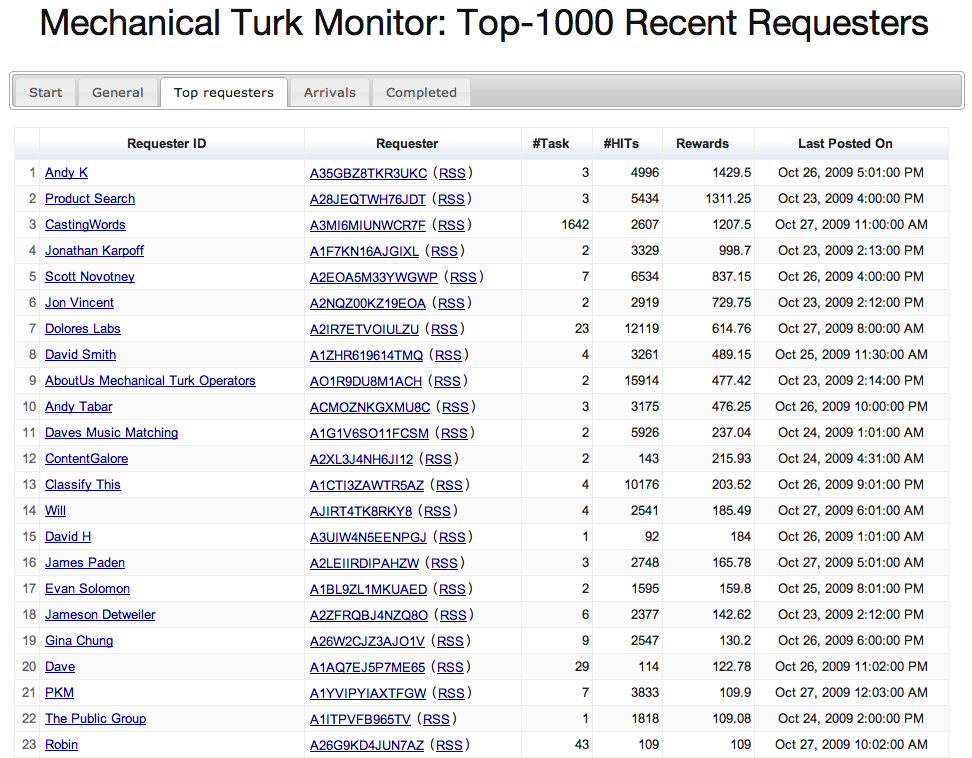 Mechanical Turk Monitor: Top-1000 Recent Requesters
Start General Top requesters Arrivals Completed
Requester ID Requester #Task #HITs Rewards Last Posted On
1 Andy K A35GBZ8TKR3UKC (RSS) 3 4996 1429.5 Oct 26, 2009 5:01:00 PM
2 Product Search A28JEQTWH76JDT (RSS) 3 5434 1311.25 Oct 23, 2009 4:00:00 PM
3 CastingWords A3MI6MIUNWCR7F (RSS) 1642 2607 1207.5 Oct 27, 2009 11:00:00 AM
4 Jonathan Karpoff A1F7KN16AJGIXL (RSS) 2 3329 998.7 Oct 23, 2009 2:13:00 PM
5 Scott Novotney A2EOA5M33YWGWP (RSS) 7 6534 837.15 Oct 26, 2009 4:00:00 PM
6 Jon Vincent A2NQZ00KZ19EOA (RSS) 2 2919 729.75 Oct 23, 2009 2:12:00 PM
7 Dolores Labs A2IR7ETVOIULZU (RSS) 23 12119 614.76 Oct 27, 2009 8:00:00 AM
8 David Smith A1ZHR619614TMQ (RSS) 4 3261 489.15 Oct 25, 2009 11:30:00 AM
9 AboutUs Mechanical Turk Operators AO1R9DU8M1ACH (RSS) 2 15914 477.42 Oct 23, 2009 2:14:00 PM
10 Andy Tabar ACMOZNKGXMU8C (RSS) 3 3175 476.25 Oct 26, 2009 10:00:00 PM
11 Daves Music Matching A1G1V6SO11FCSM (RSS) 2 5926 237.04 Oct 24, 2009 1:01:00 AM
12 ContentGalore A2XL3J4NH6JI12 (RSS) 2 143 215.93 Oct 24, 2009 4:31:00 AM
13 Classify This A1CTI3ZAWTR5AZ (RSS) 4 10176 203.52 Oct 26, 2009 9:01:00 PM
14 Will AJIRT4TK8RKY8 (RSS) 4 2541 185.49 Oct 27, 2009 6:01:00 AM
15 David H A3UIW4N5EENPGJ (RSS) 1 92 184 Oct 26, 2009 1:01:00 AM
16 James Paden A2LEIIRDIPAHZW (RSS) 3 2748 165.78 Oct 27, 2009 5:01:00 AM
17 Evan Solomon A1BL9ZL1MKUAED (RSS) 2 1595 159.8 Oct 25, 2009 8:01:00 PM
18 Jameson Detweiler A2ZFRQBJ4NZQ8O (RSS) 6 2377 142.62 Oct 23, 2009 2:12:00 PM
19 Gina Chung A26W2CJZ3AJO1V (RSS) 9 2547 130.2 Oct 26, 2009 6:00:00 PM
20 Dave A1AQ7EJ5P7ME65 (RSS) 29 114 122.78 Oct 26, 2009 11:02:00 PM
21 PKM A1YVIPYIAXTFGW (RSS) 7 3833 109.9 Oct 27, 2009 12:03:00 AM
22 The Public Group A1ITPVFB965TV (RSS) 1 1818 109.08 Oct 24, 2009 2:00:00 PM
23 Robin A26G9KD4JUN7AZ (RSS) 43 109 109 Oct 27, 2009 10:02:00 AM